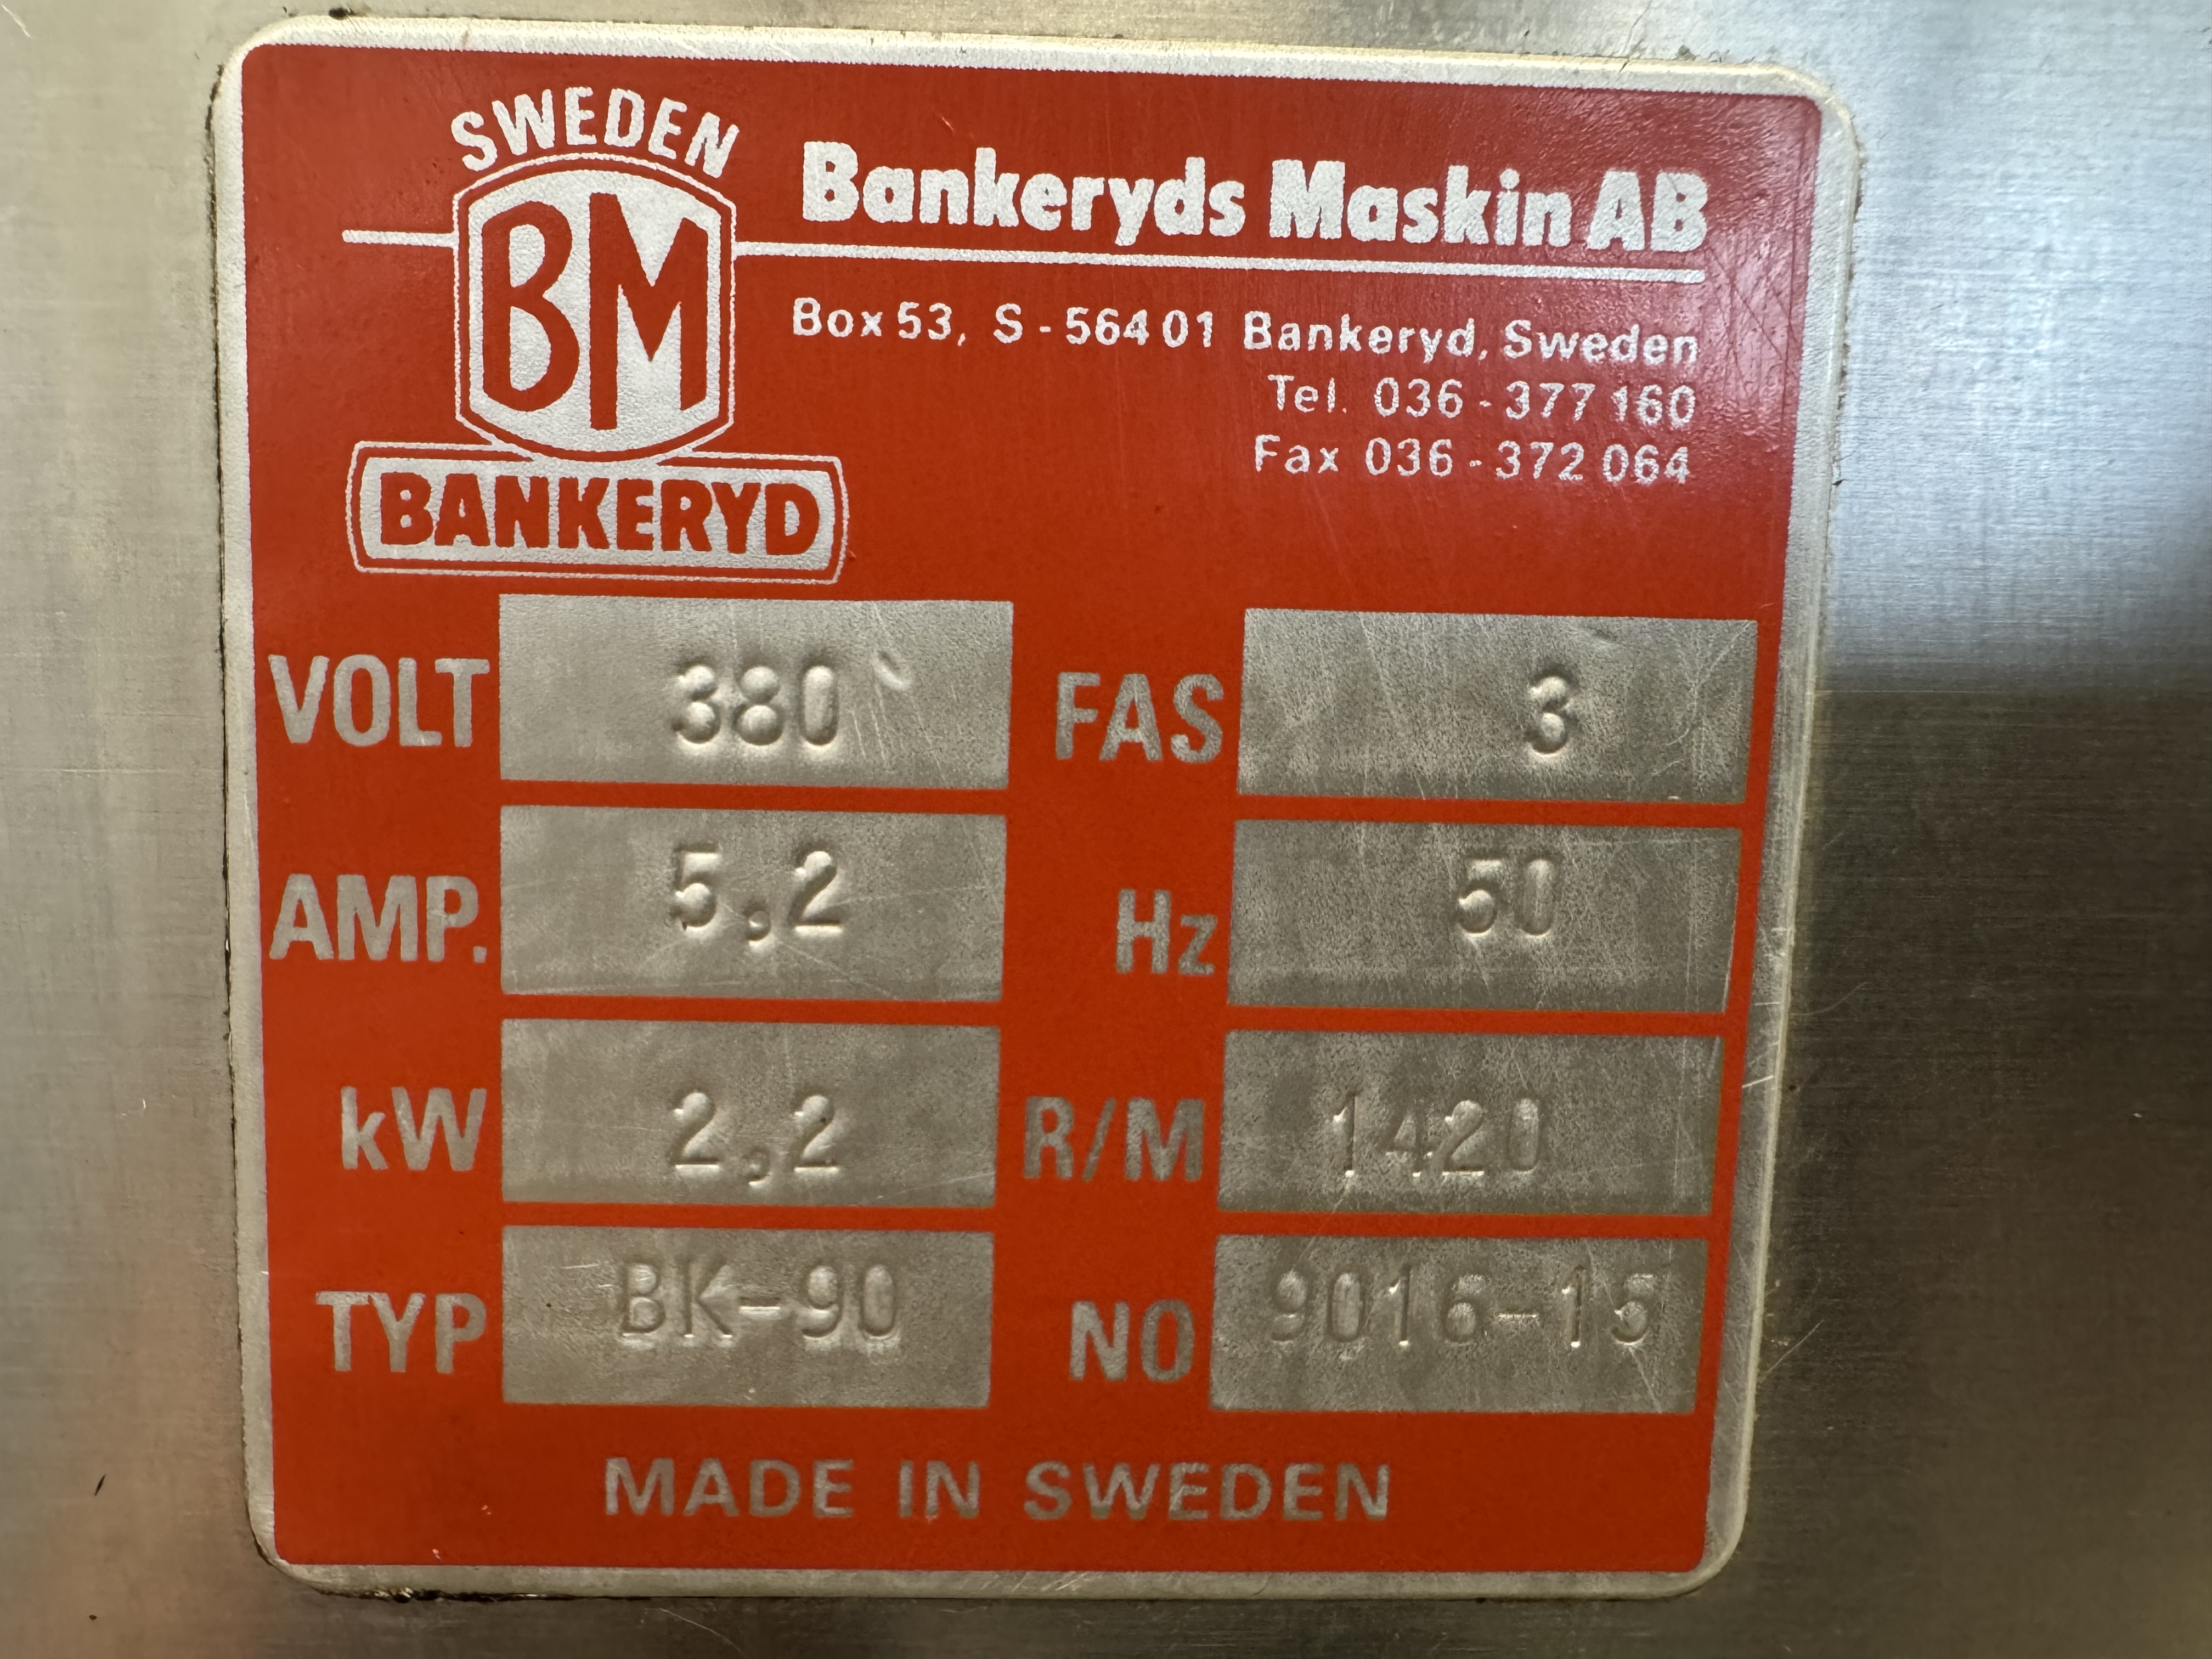 SWEDEN
BM
BANKERYD
Bankeryds Maskin AB
Box 53, S - 564 01 Bankeryd, Sweden
Tel. 036 - 377 160
Fax 036 - 372 064
VOLT 380 FAS 3
AMP. 5,2 Hz 50
kW 2,2 R/M 1420
TYP BK-90 NO 9016-15
MADE IN SWEDEN